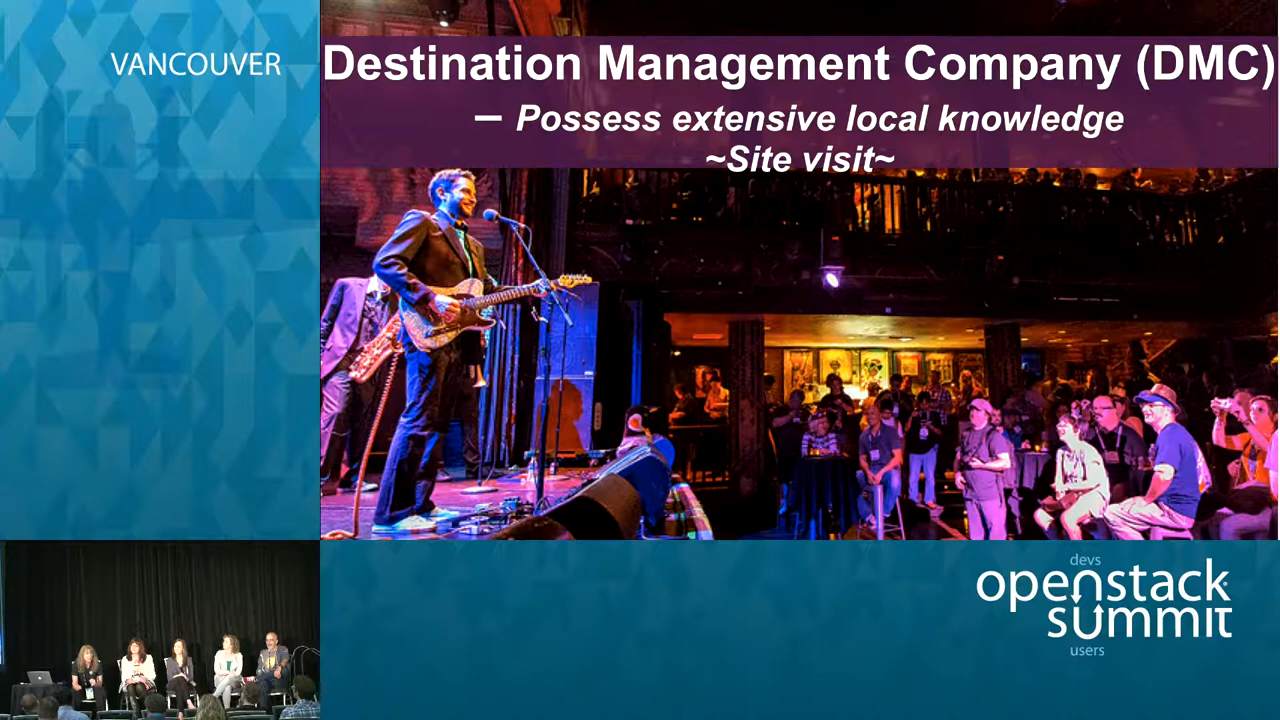 VANCOUVER
Destination Management Company (DMC)
– Possess extensive local knowledge
~Site visit~
devs
openstack
summit
users